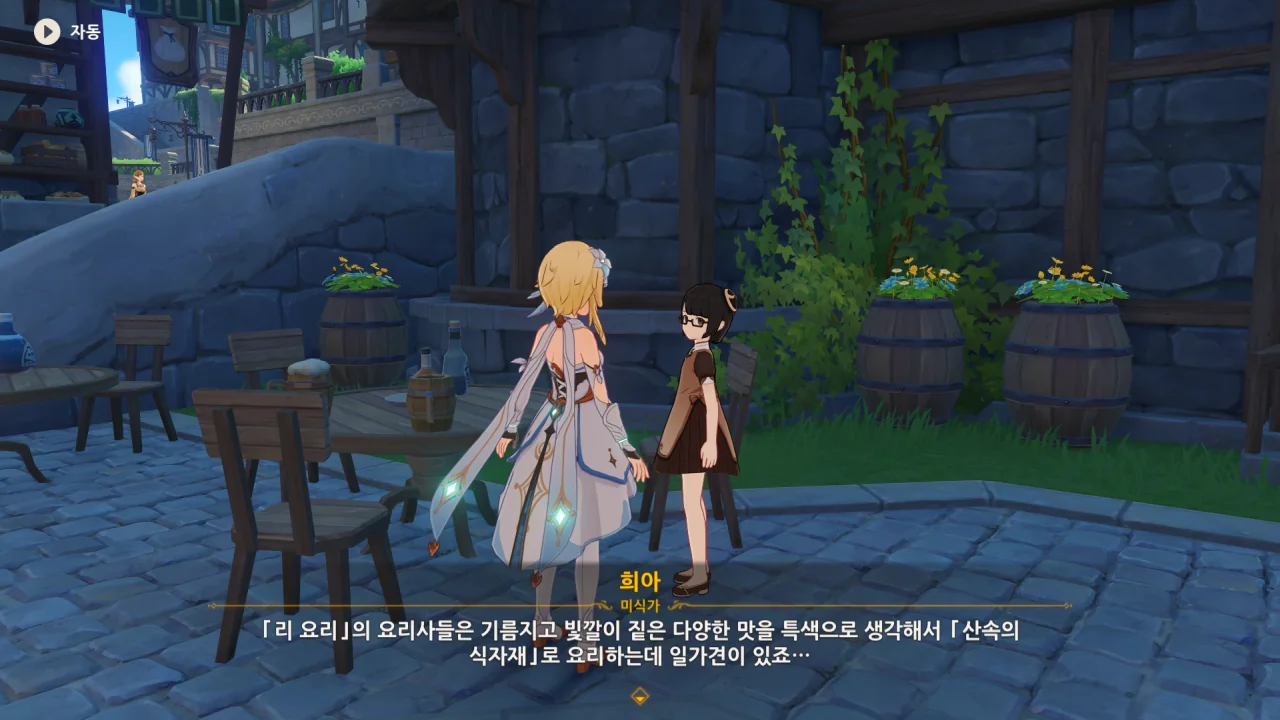 자동
희아
미식가
「리 요리」의 요리사들은 기름지고 빛깔이 짙은 다양한 맛을 특색으로 생각해서 「산속의
식자재」로 요리하는데 일가견이 있죠…